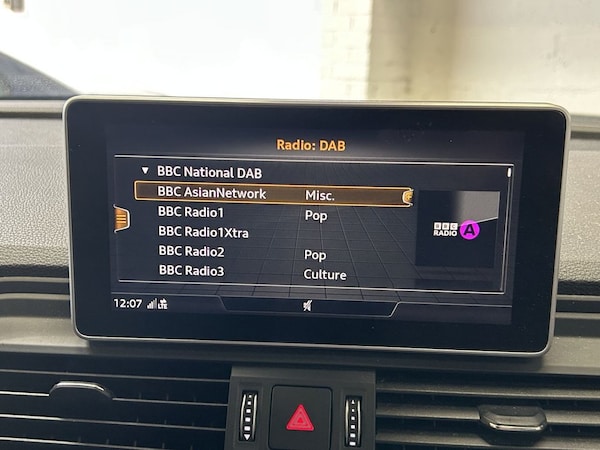 Radio: DAB
▼ BBC National DAB
BBC AsianNetwork Misc.
BBC Radio1 Pop
BBC Radio1Xtra
BBC Radio2 Pop
BBC Radio3 Culture
BBC
RADIO A
12:07 LTE